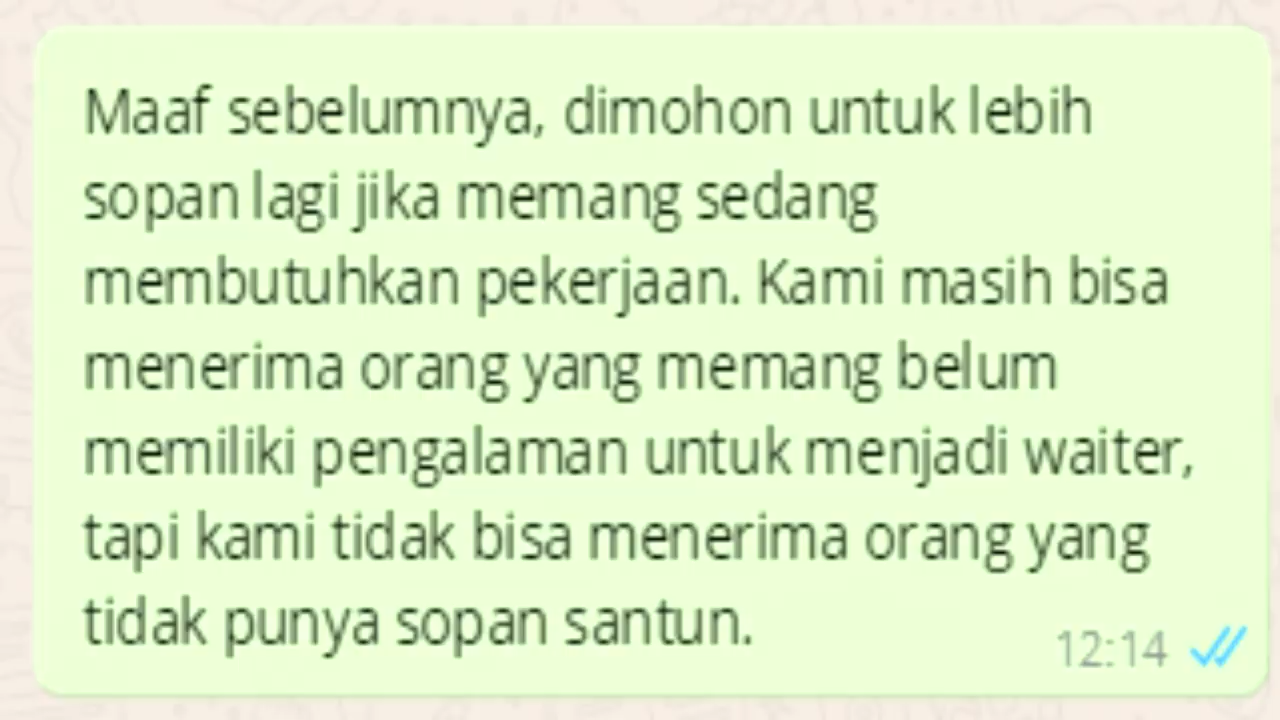 Maaf sebelumnya, dimohon untuk lebih
sopan lagi jika memang sedang
membutuhkan pekerjaan. Kami masih bisa
menerima orang yang memang belum
memiliki pengalaman untuk menjadi waiter,
tapi kami tidak bisa menerima orang yang
tidak punya sopan santun.
12:14